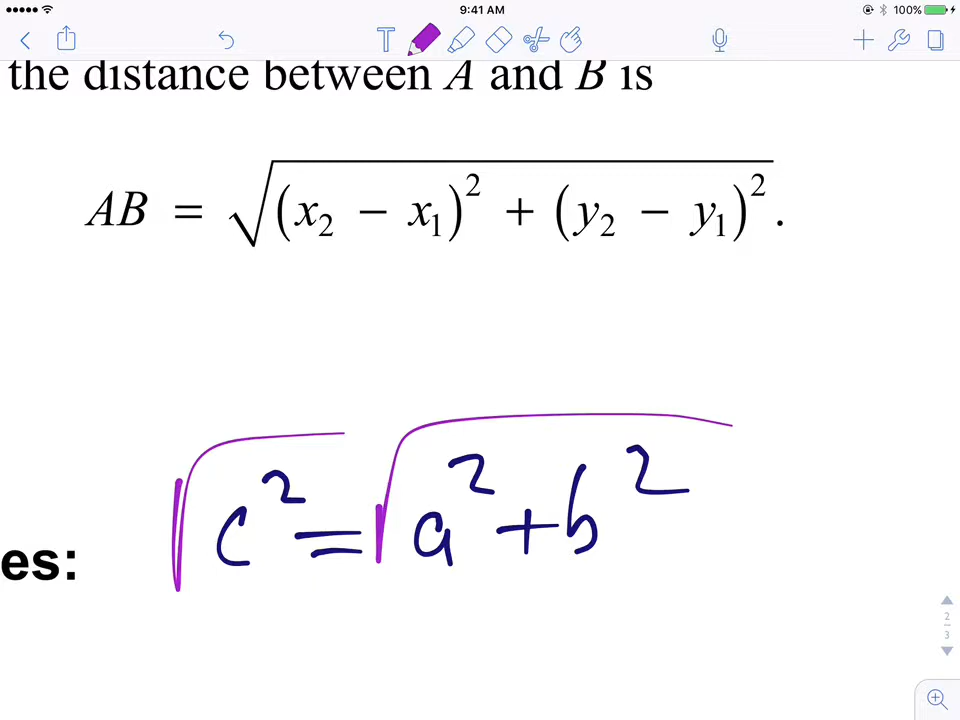 9:41 AM
100%
T
the distance between A and B is
AB = √((x₂ − x₁)² + (y₂ − y₁)²).
√c² = √(a² + b²)
es:
2
3